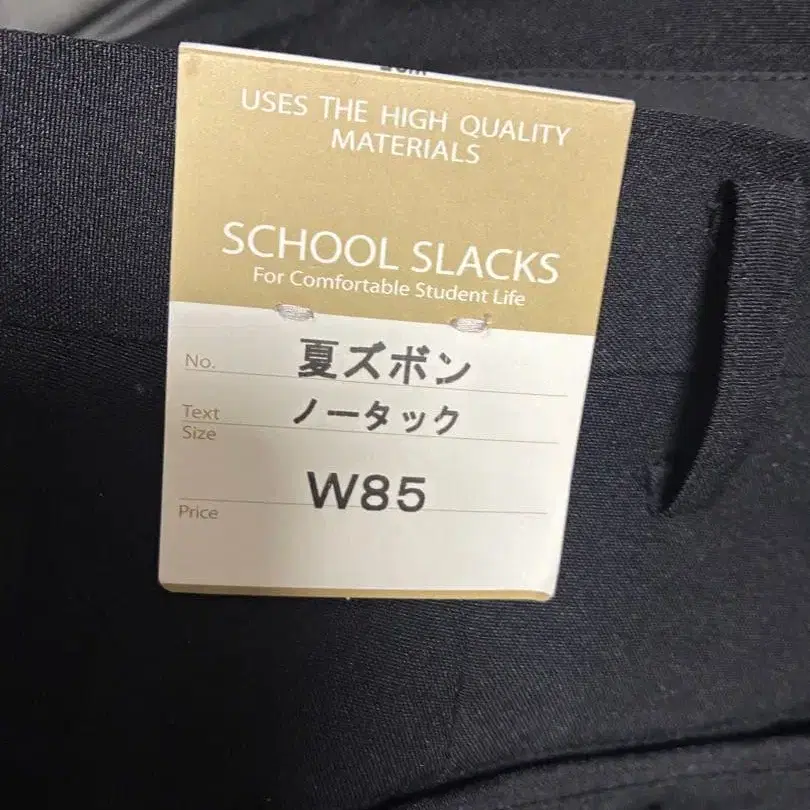 USES THE HIGH QUALITY
MATERIALS
SCHOOL SLACKS
For Comfortable Student Life
No. 夏ズボン
Text ノータック
Size
W85
Price